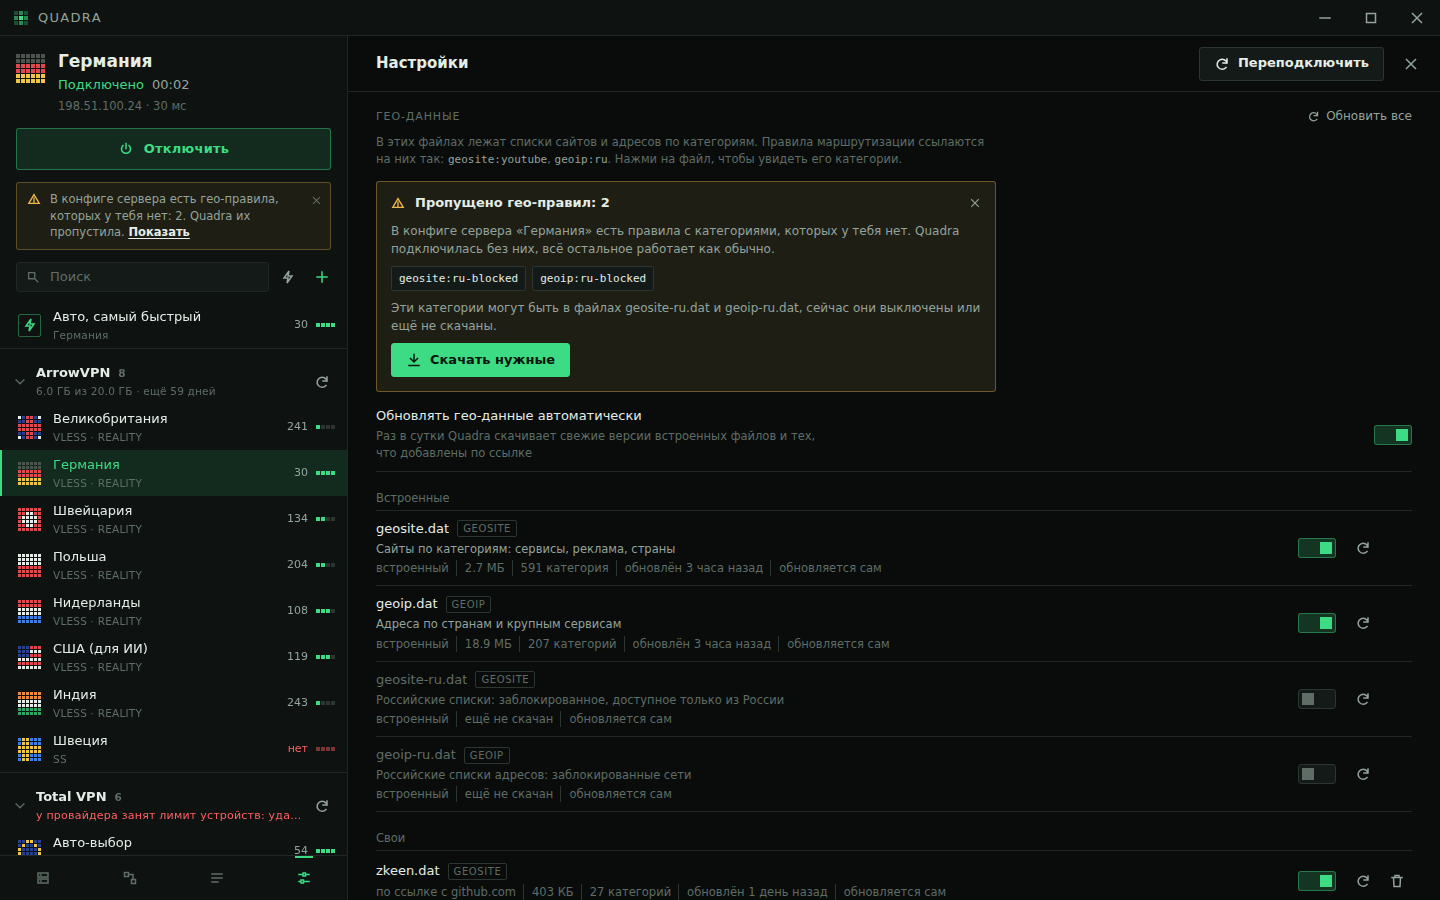 QUADRA
Германия
Подключено 00:02
198.51.100.24 · 30 мс
Отключить
В конфиге сервера есть гео-правила,
которых у тебя нет: 2. Quadra их
пропустила. Показать
Поиск
Авто, самый быстрый
Германия
30
ArrowVPN 8
6.0 ГБ из 20.0 ГБ · ещё 59 дней
Великобритания
VLESS · REALITY
241
Германия
VLESS · REALITY
30
Швейцария
VLESS · REALITY
134
Польша
VLESS · REALITY
204
Нидерланды
VLESS · REALITY
108
США (для ИИ)
VLESS · REALITY
119
Индия
VLESS · REALITY
243
Швеция
SS
нет
Total VPN 6
у провайдера занят лимит устройств: уда...
Авто-выбор
54
Настройки
Переподключить
ГЕО-ДАННЫЕ
Обновить все
В этих файлах лежат списки сайтов и адресов по категориям. Правила маршрутизации ссылаются
на них так: geosite:youtube, geoip:ru. Нажми на файл, чтобы увидеть его категории.
Пропущено гео-правил: 2
В конфиге сервера «Германия» есть правила с категориями, которых у тебя нет. Quadra
подключилась без них, всё остальное работает как обычно.
geosite:ru-blocked geoip:ru-blocked
Эти категории могут быть в файлах geosite-ru.dat и geoip-ru.dat, сейчас они выключены или
ещё не скачаны.
Скачать нужные
Обновлять гео-данные автоматически
Раз в сутки Quadra скачивает свежие версии встроенных файлов и тех,
что добавлены по ссылке
Встроенные
geosite.dat GEOSITE
Сайты по категориям: сервисы, реклама, страны
встроенный 2.7 МБ 591 категория обновлён 3 часа назад обновляется сам
geoip.dat GEOIP
Адреса по странам и крупным сервисам
встроенный 18.9 МБ 207 категорий обновлён 3 часа назад обновляется сам
geosite-ru.dat GEOSITE
Российские списки: заблокированное, доступное только из России
встроенный ещё не скачан обновляется сам
geoip-ru.dat GEOIP
Российские списки адресов: заблокированные сети
встроенный ещё не скачан обновляется сам
Свои
zkeen.dat GEOSITE
по ссылке с github.com 403 КБ 27 категорий обновлён 1 день назад обновляется сам